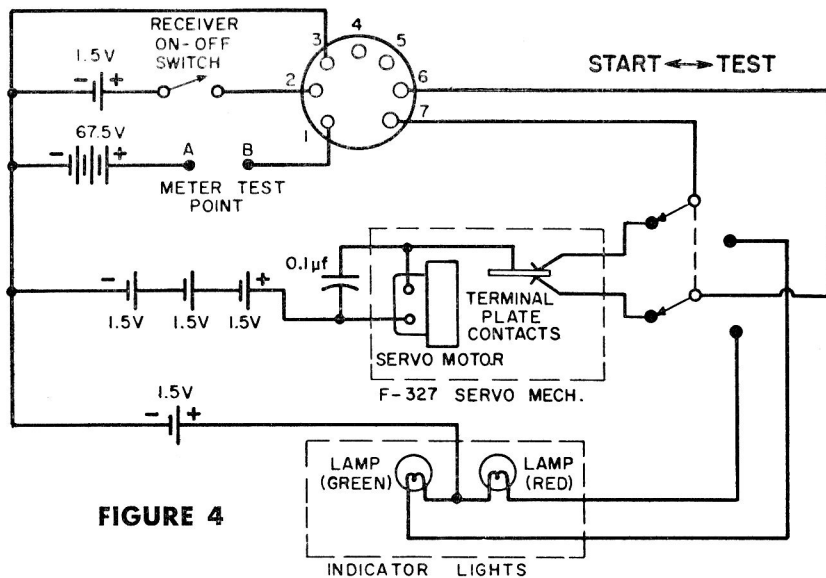 RECEIVER
ON-OFF
SWITCH
1.5V
- +
3
4
5
2
6
1
7
START ↔ TEST
67.5V
- +
A B
METER TEST
POINT
0.1µf
- +
1.5V 1.5V 1.5V
TERMINAL
PLATE
CONTACTS
SERVO MOTOR
F-327 SERVO MECH.
1.5V
- +
LAMP
(GREEN)
LAMP
(RED)
FIGURE 4
INDICATOR LIGHTS